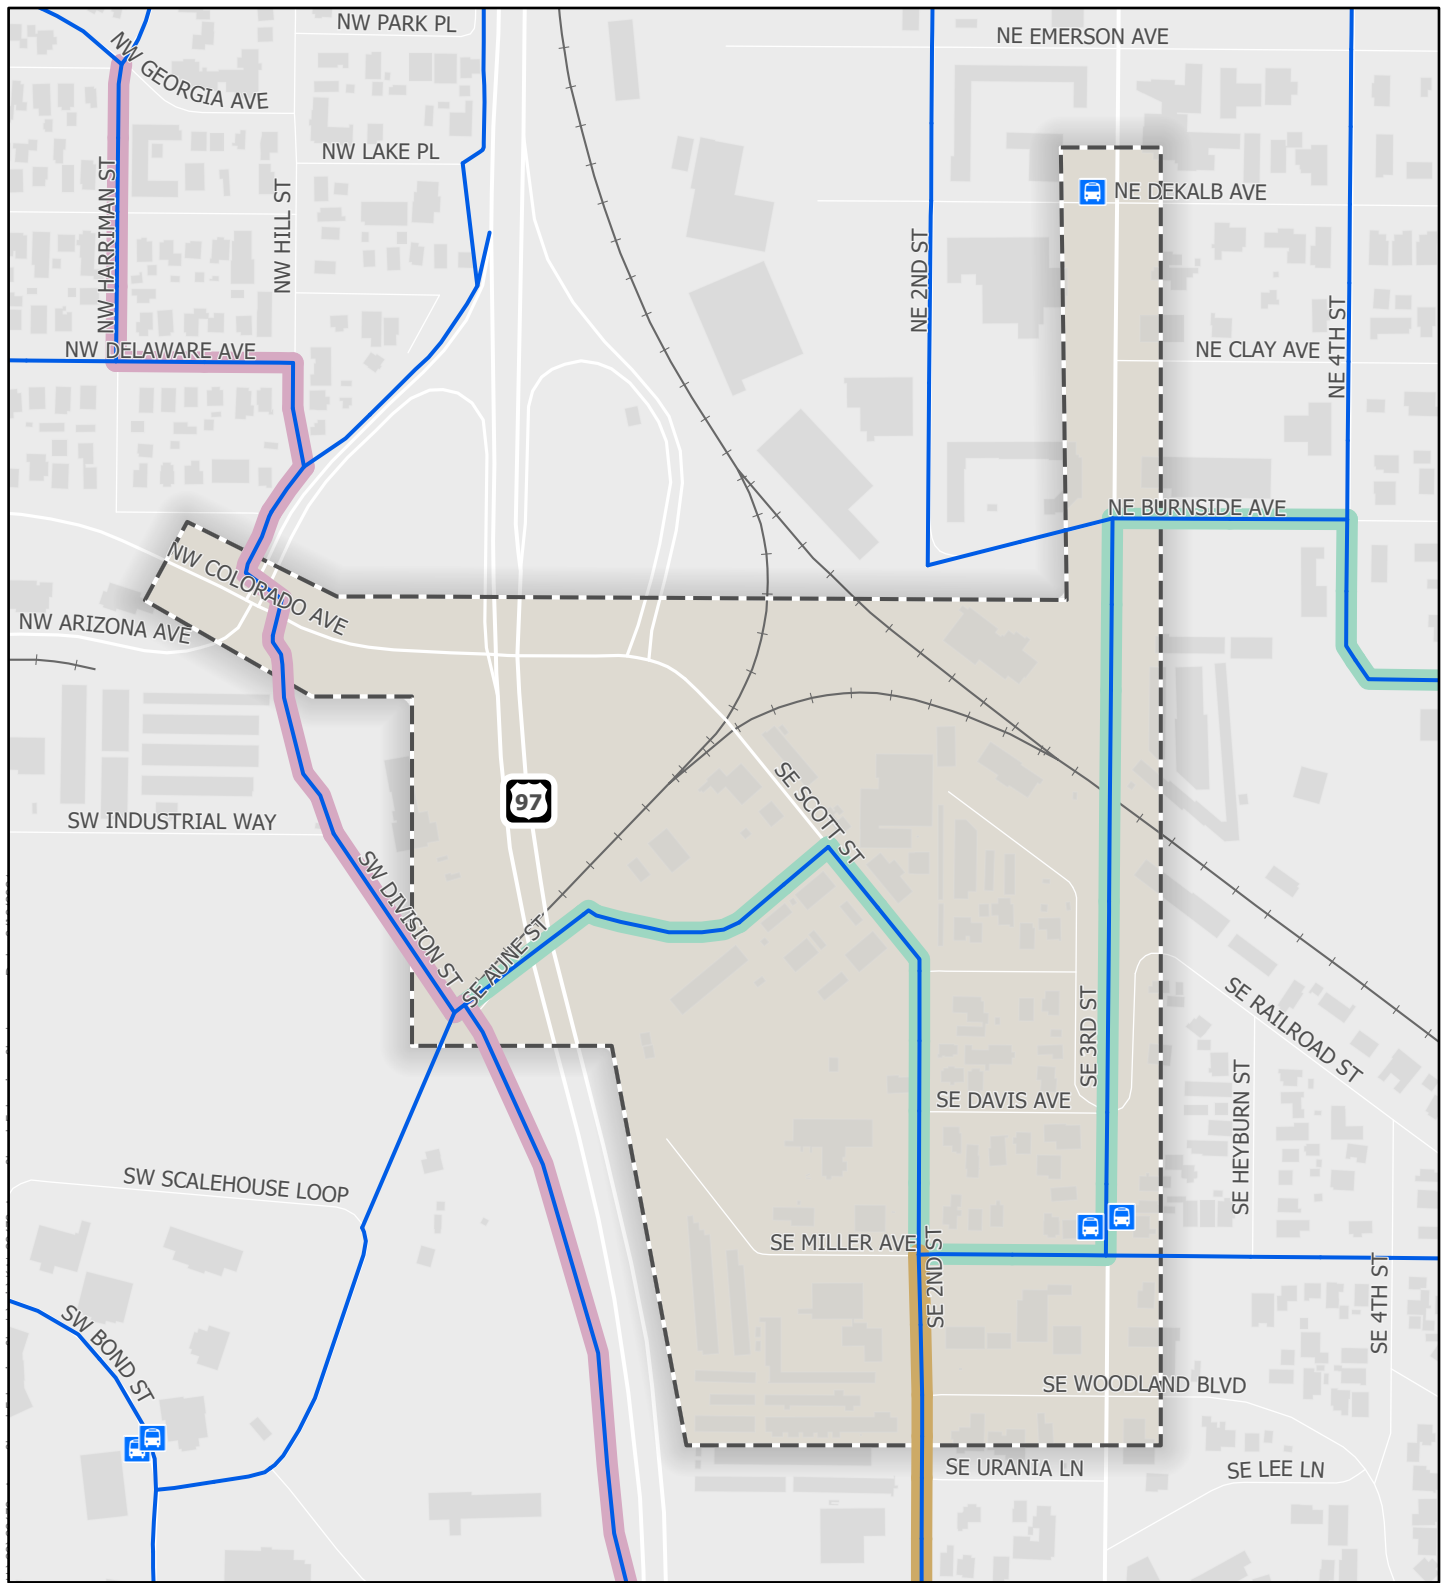 NW PARK PL
NE EMERSON AVE
NW GEORGIA AVE
NW LAKE PL
NW HARRIMAN ST
NW HILL ST
NE DEKALB AVE
NE 2ND ST
NE 4TH ST
NW DELAWARE AVE
NE CLAY AVE
NE BURNSIDE AVE
NW COLORADO AVE
NW ARIZONA AVE
97
SE SCOTT ST
SW INDUSTRIAL WAY
SW DIVISION ST
SE AUNE ST
SE 3RD ST
SE RAILROAD ST
SE DAVIS AVE
SE HEYBURN ST
SW SCALEHOUSE LOOP
SE MILLER AVE
SE 2ND ST
SE 4TH ST
SW BOND ST
SE WOODLAND BLVD
SE URANIA LN
SE LEE LN